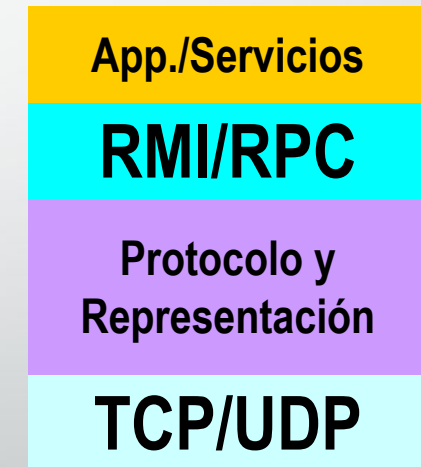 App./Servicios
RMI/RPC
Protocolo y
Representación
TCP/UDP